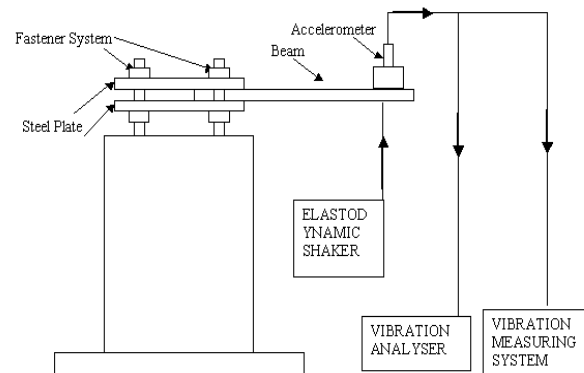 Accelerometer
Fastener System
Beam
Steel Plate
ELASTOD
YNAMIC
SHAKER
VIBRATION
ANALYSER
VIBRATION
MEASURING
SYSTEM